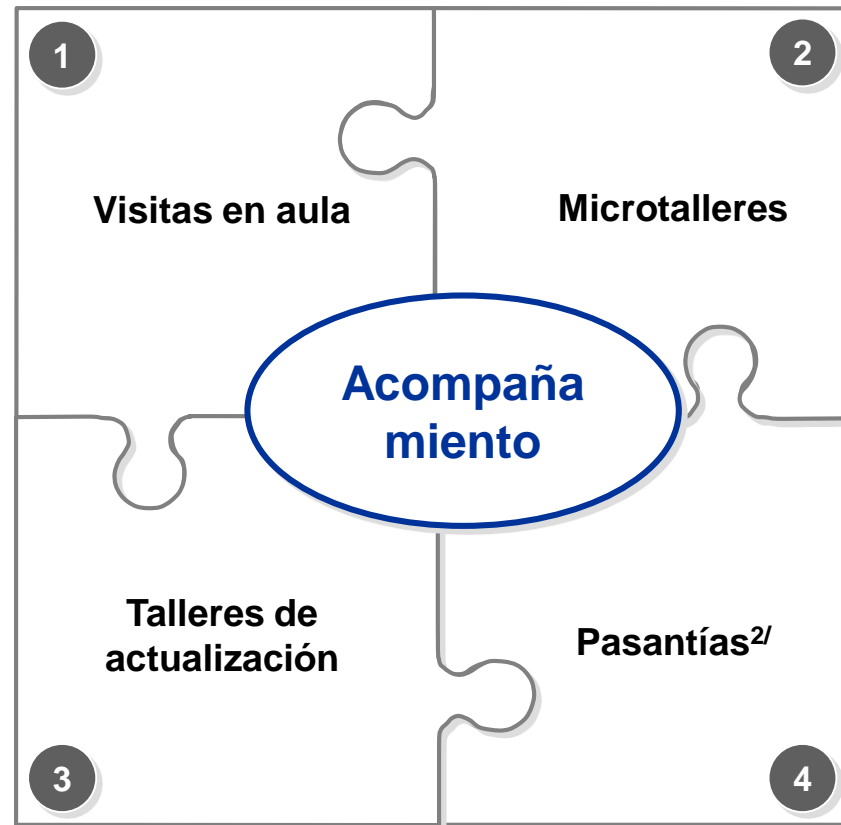 1
2
Visitas en aula
Microtalleres
Acompaña
miento
Talleres de
actualización
Pasantías2/
3
4